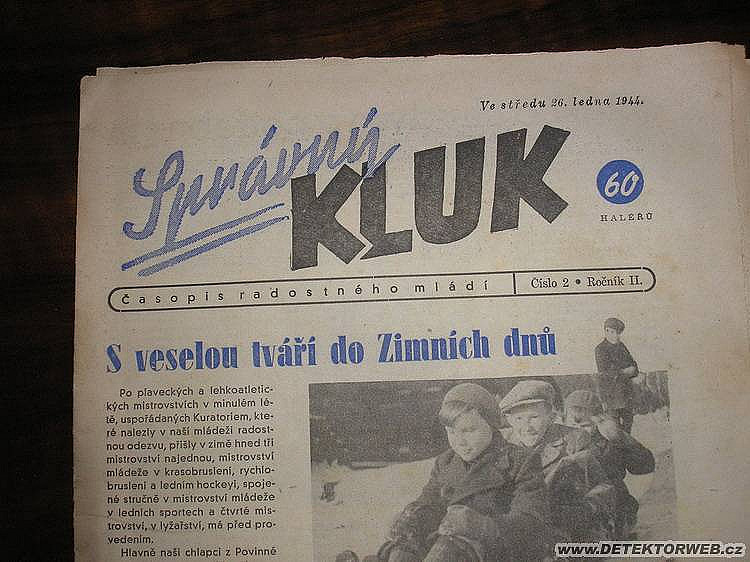 Ve středu 26. ledna 1944.
Správný
KLUK
60
HALÉŘŮ
Časopis radostného mládí
Číslo 2 • Ročník II.
S veselou tváří do Zimních dnů
Po plaveckých a lehkoatletic-
kých mistrovstvích v minulém lé-
tě, uspořádaných Kuratoriem, kte-
ré nalezly v naší mládeži radost-
nou odezvu, přišly v zimě hned tři
mistrovství najednou, mistrovství
mládeže v krasobruslení, rychlo-
bruslení a ledním hockeyi, spoje-
né stručně v mistrovství mládeže
v ledních sportech a čtvrté mis-
trovství, v lyžařství, má před pro-
vedením.
Hlavně naši chlapci z Povinné
www.DETEKTORWEB.cz